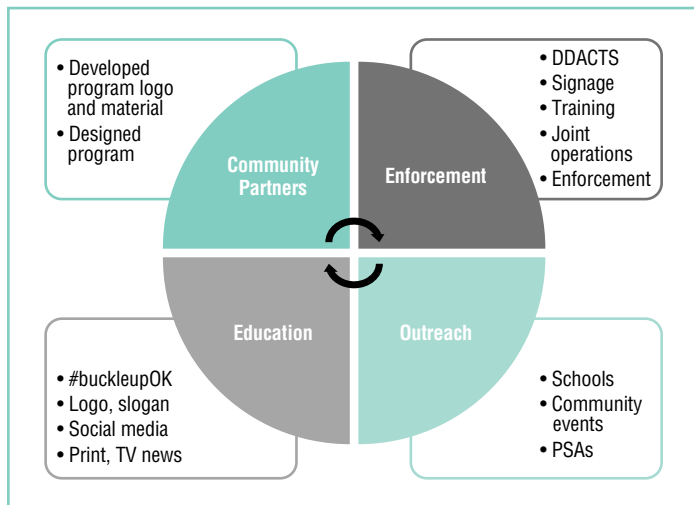 • Developed
program logo
and material
• Designed
program
Community
Partners
• DDACTS
• Signage
• Training
• Joint
operations
• Enforcement
Enforcement
Education
• #buckleupOK
• Logo, slogan
• Social media
• Print, TV news
Outreach
• Schools
• Community
events
• PSAs